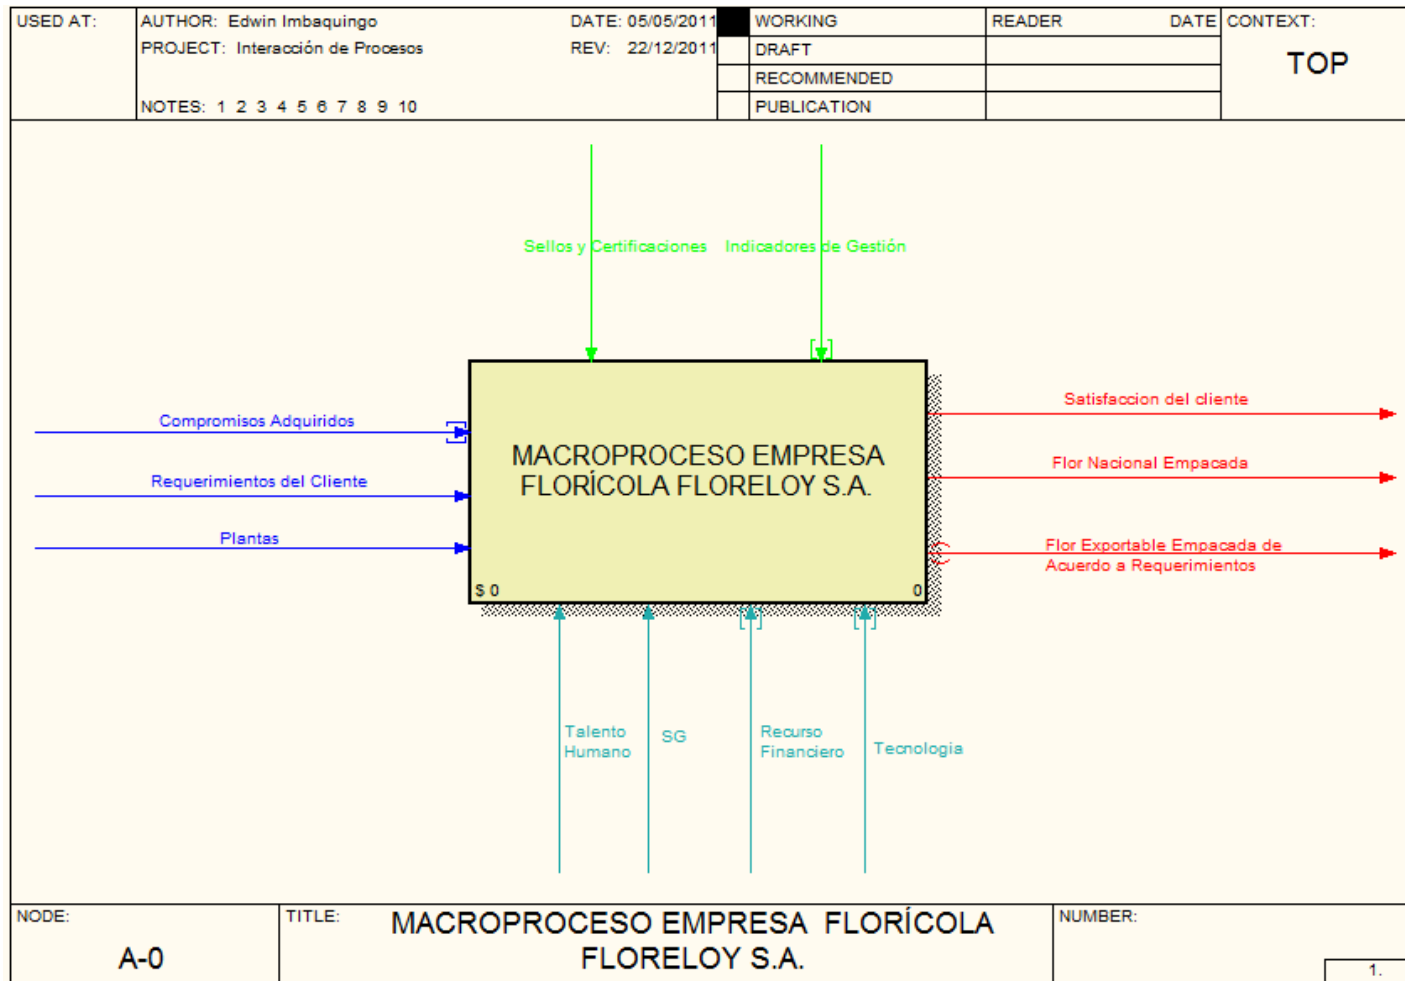 USED AT:
AUTHOR: Edwin Imbaquingo
DATE: 05/05/2011
PROJECT: Interacción de Procesos
REV: 22/12/2011
NOTES: 1 2 3 4 5 6 7 8 9 10
WORKING
DRAFT
RECOMMENDED
PUBLICATION
READER
DATE
CONTEXT:
TOP
Sellos y Certificaciones
Indicadores de Gestión
Compromisos Adquiridos
Requerimientos del Cliente
Plantas
MACROPROCESO EMPRESA
FLORÍCOLA FLORELOY S.A.
$ 0
0
Satisfaccion del cliente
Flor Nacional Empacada
Flor Exportable Empacada de
Acuerdo a Requerimientos
Talento
Humano
SG
Recurso
Financiero
Tecnologia
NODE:
A-0
TITLE:
MACROPROCESO EMPRESA FLORÍCOLA
FLORELOY S.A.
NUMBER:
1.